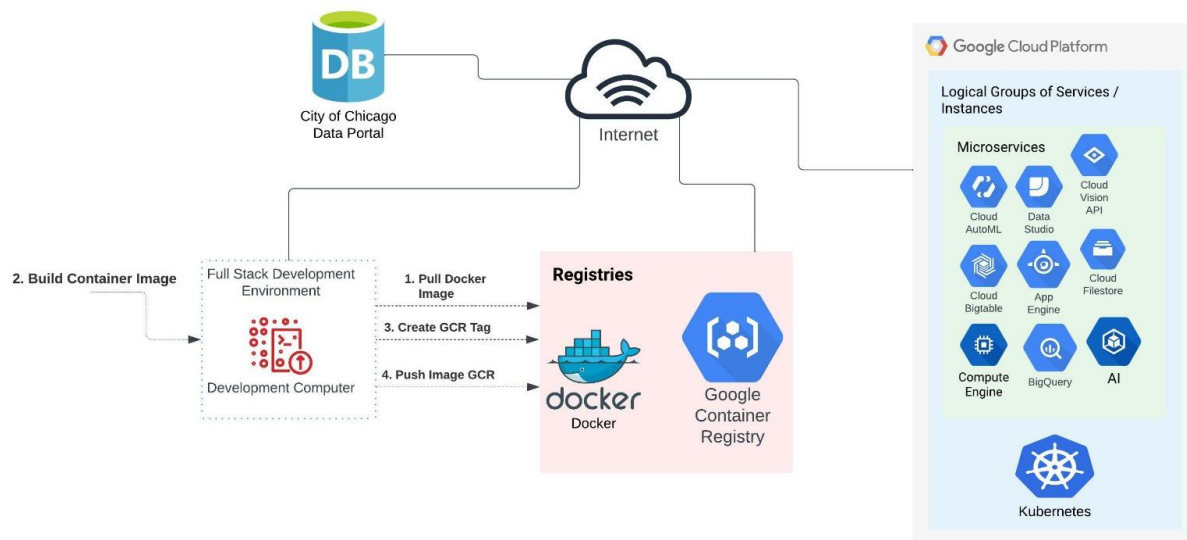 DB
City of Chicago
Data Portal
Internet
Google Cloud Platform
Logical Groups of Services /
Instances
Microservices
Cloud
AutoML
Data
Studio
Cloud
Vision
API
Cloud
Bigtable
App
Engine
Cloud
Filestore
Compute
Engine
BigQuery
AI
Kubernetes
2. Build Container Image
Full Stack Development
Environment
Development Computer
1. Pull Docker
Image
3. Create GCR Tag
4. Push Image GCR
Registries
docker
Docker
Google
Container
Registry